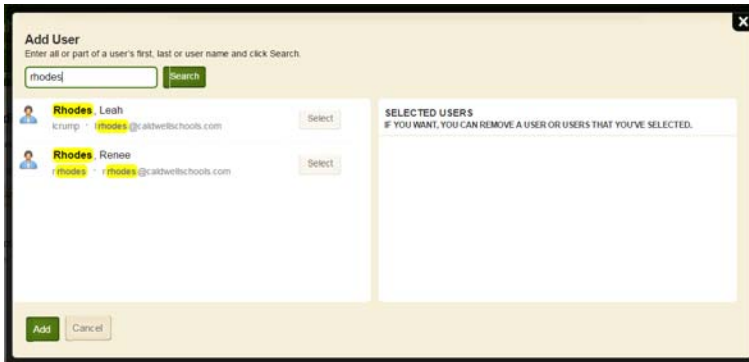 Add User
Enter all or part of a user's first, last or user name and click Search.
rhodes
Search
Rhodes, Leah
lcrump · lrhodes@caldwellschools.com
Select
Rhodes, Renee
rrhodes · rrhodes@caldwellschools.com
Select
SELECTED USERS
IF YOU WANT, YOU CAN REMOVE A USER OR USERS THAT YOU'VE SELECTED.
Add
Cancel
X